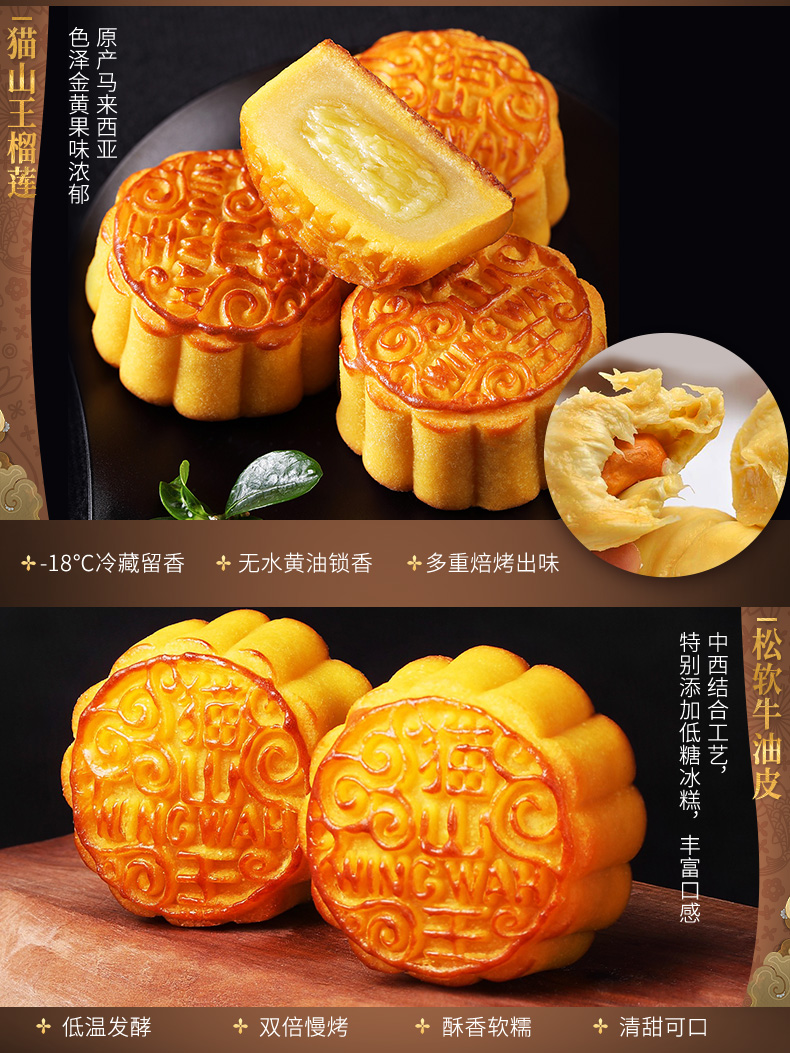 猫山王榴莲
原产马来西亚
色泽金黄果味浓郁
-18℃冷藏留香
无水黄油锁香
多重焙烤出味
松软牛油皮
中西结合工艺，
特别添加低糖冰糕，丰富口感
猫
山
WINGWAH
王
猫
山
WINGWAH
王
低温发酵
双倍慢烤
酥香软糯
清甜可口